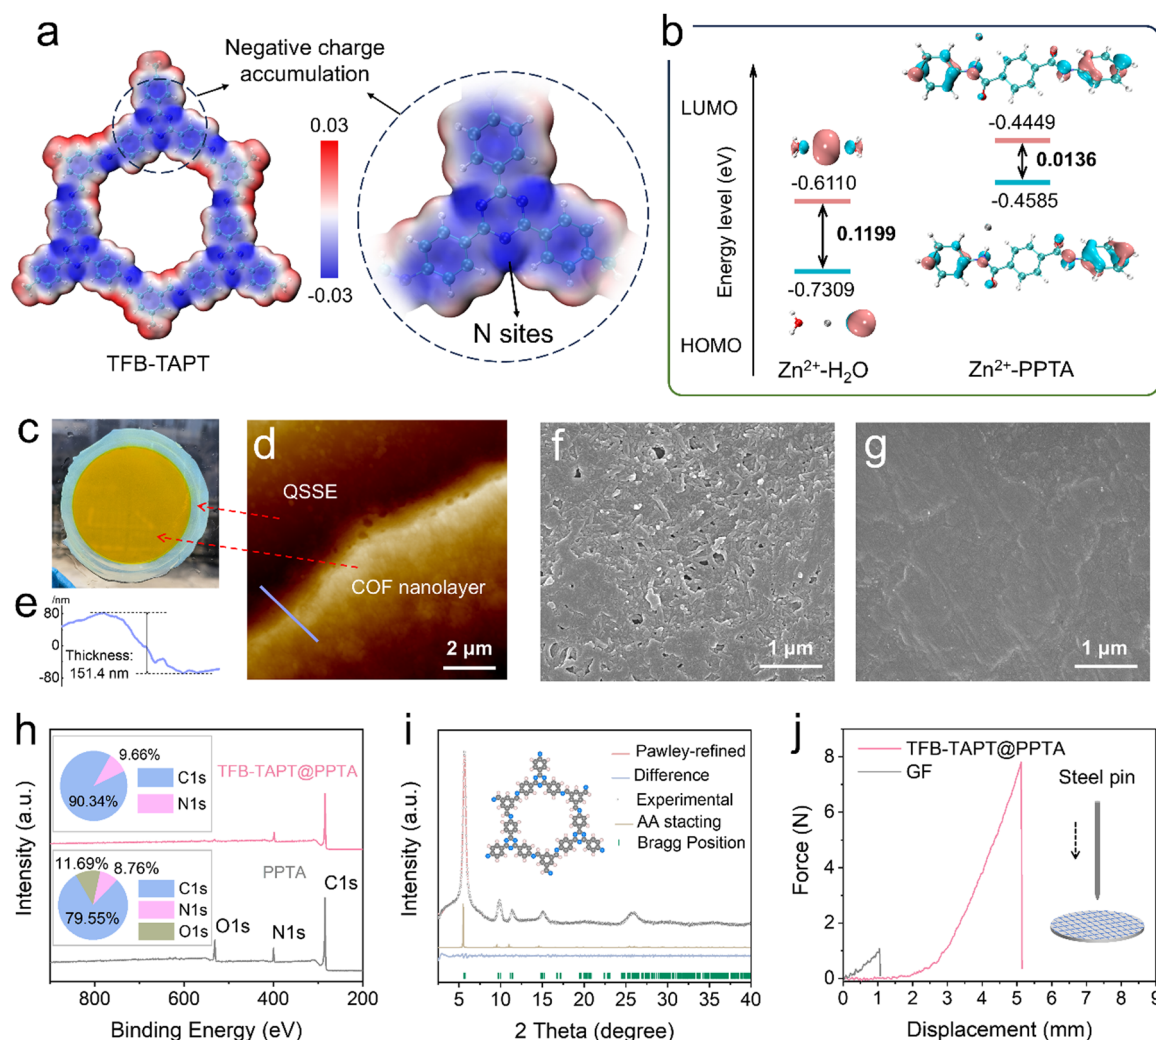 a
Negative charge
accumulation
0.03
-0.03
N sites
TFB-TAPT
b
Energy level (eV)
LUMO
HOMO
-0.6110
0.1199
-0.7309
Zn²⁺-H₂O
-0.4449
0.0136
-0.4585
Zn²⁺-PPTA
c
d
QSSE
COF nanolayer
2 μm
e
/nm
80
0
-80
Thickness:
151.4 nm
f
1 μm
g
1 μm
h
Intensity (a.u.)
9.66%
90.34%
C1s
N1s
TFB-TAPT@PPTA
11.69%
8.76%
79.55%
C1s
N1s
O1s
PPTA
O1s
N1s
C1s
800 600 400 200
Binding Energy (eV)
i
Intensity (a.u.)
Pawley-refined
Difference
Experimental
AA stacting
Bragg Position
5 10 15 20 25 30 35 40
2 Theta (degree)
j
Force (N)
8
6
4
2
0
TFB-TAPT@PPTA
GF
Steel pin
0 1 2 3 4 5 6 7 8 9
Displacement (mm)